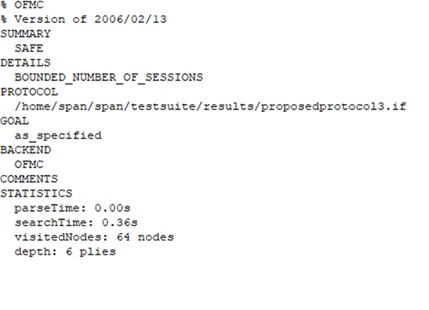 % OFMC
% Version of 2006/02/13
SUMMARY
SAFE
DETAILS
BOUNDED_NUMBER_OF_SESSIONS
PROTOCOL
/home/span/span/testsuite/results/proposedprotocol3.if
GOAL
as_specified
BACKEND
OFMC
COMMENTS
STATISTICS
parseTime: 0.00s
searchTime: 0.36s
visitedNodes: 64 nodes
depth: 6 plies